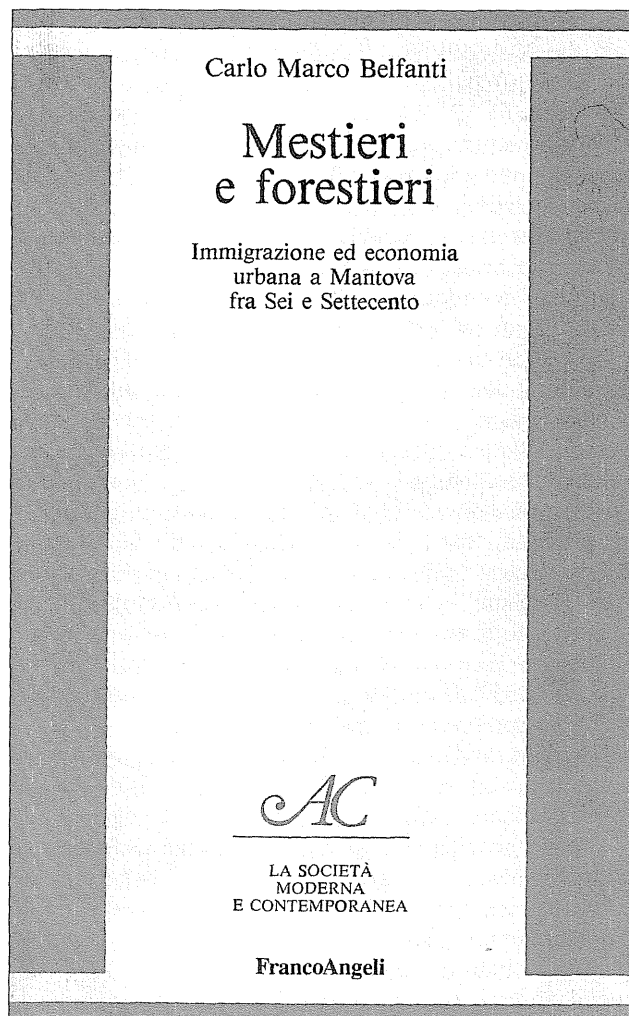 Carlo Marco Belfanti
Mestieri
e forestieri
Immigrazione ed economia
urbana a Mantova
fra Sei e Settecento
AC
LA SOCIETÀ
MODERNA
E CONTEMPORANEA
FrancoAngeli